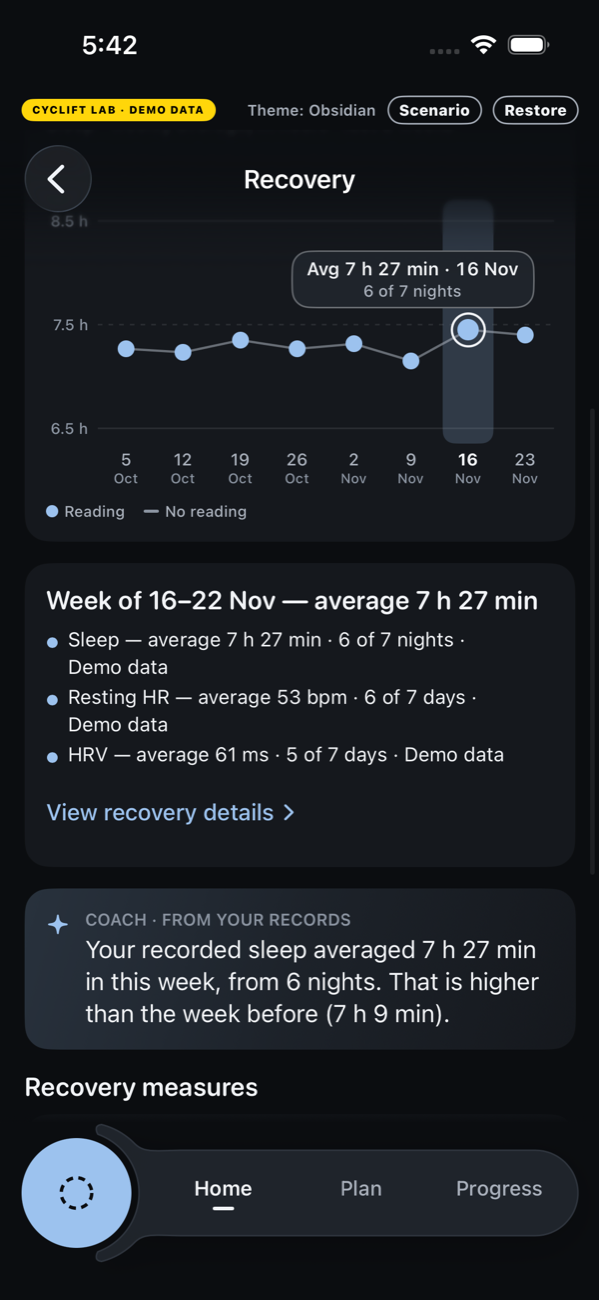 5:42
CYCLIFT LAB · DEMO DATA
Theme: Obsidian
Scenario
Restore
Recovery
8.5 h
Avg 7 h 27 min · 16 Nov
6 of 7 nights
7.5 h
6.5 h
5 12 19 26 2 9 16 23
Oct Oct Oct Oct Nov Nov Nov Nov
Reading
No reading
Week of 16–22 Nov — average 7 h 27 min
Sleep — average 7 h 27 min · 6 of 7 nights ·
Demo data
Resting HR — average 53 bpm · 6 of 7 days ·
Demo data
HRV — average 61 ms · 5 of 7 days · Demo data
View recovery details
COACH · FROM YOUR RECORDS
Your recorded sleep averaged 7 h 27 min
in this week, from 6 nights. That is higher
than the week before (7 h 9 min).
Recovery measures
Home
Plan
Progress